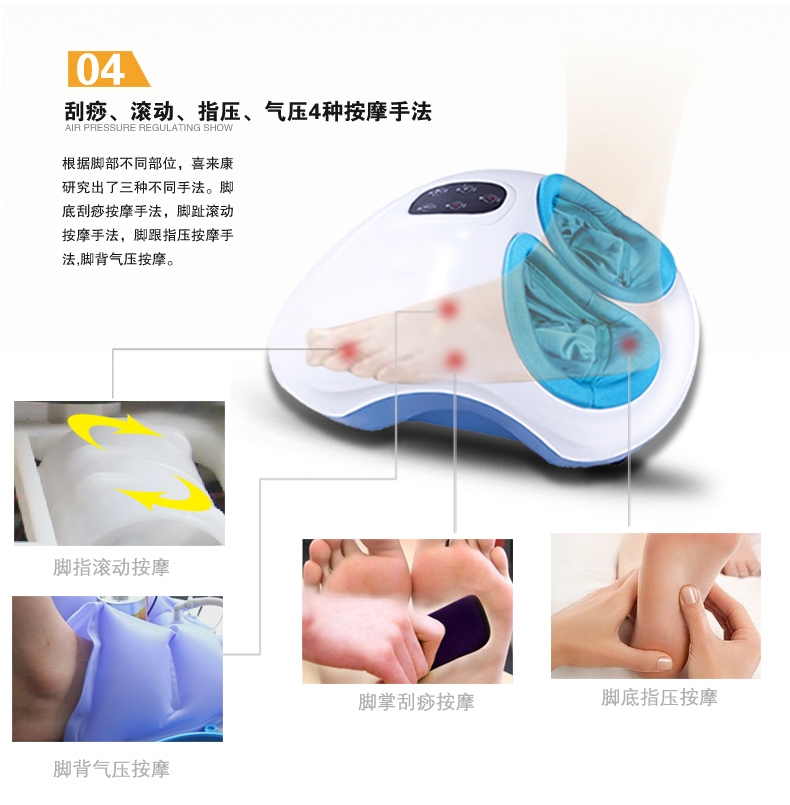 04
刮痧、滚动、指压、气压4种按摩手法
AIR PRESSURE REGULATING SHOW
根据脚部不同部位，喜来康
研究出了三种不同手法。脚
底刮痧按摩手法，脚趾滚动
按摩手法，脚跟指压按摩手
法,脚背气压按摩。
脚指滚动按摩
脚掌刮痧按摩
脚底指压按摩
脚背气压按摩